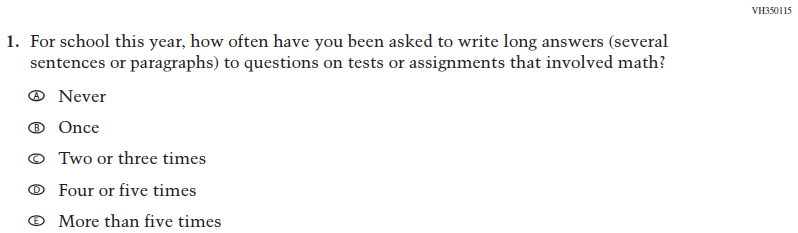 VH350115
1. For school this year, how often have you been asked to write long answers (several
sentences or paragraphs) to questions on tests or assignments that involved math?
A Never
B Once
C Two or three times
D Four or five times
E More than five times